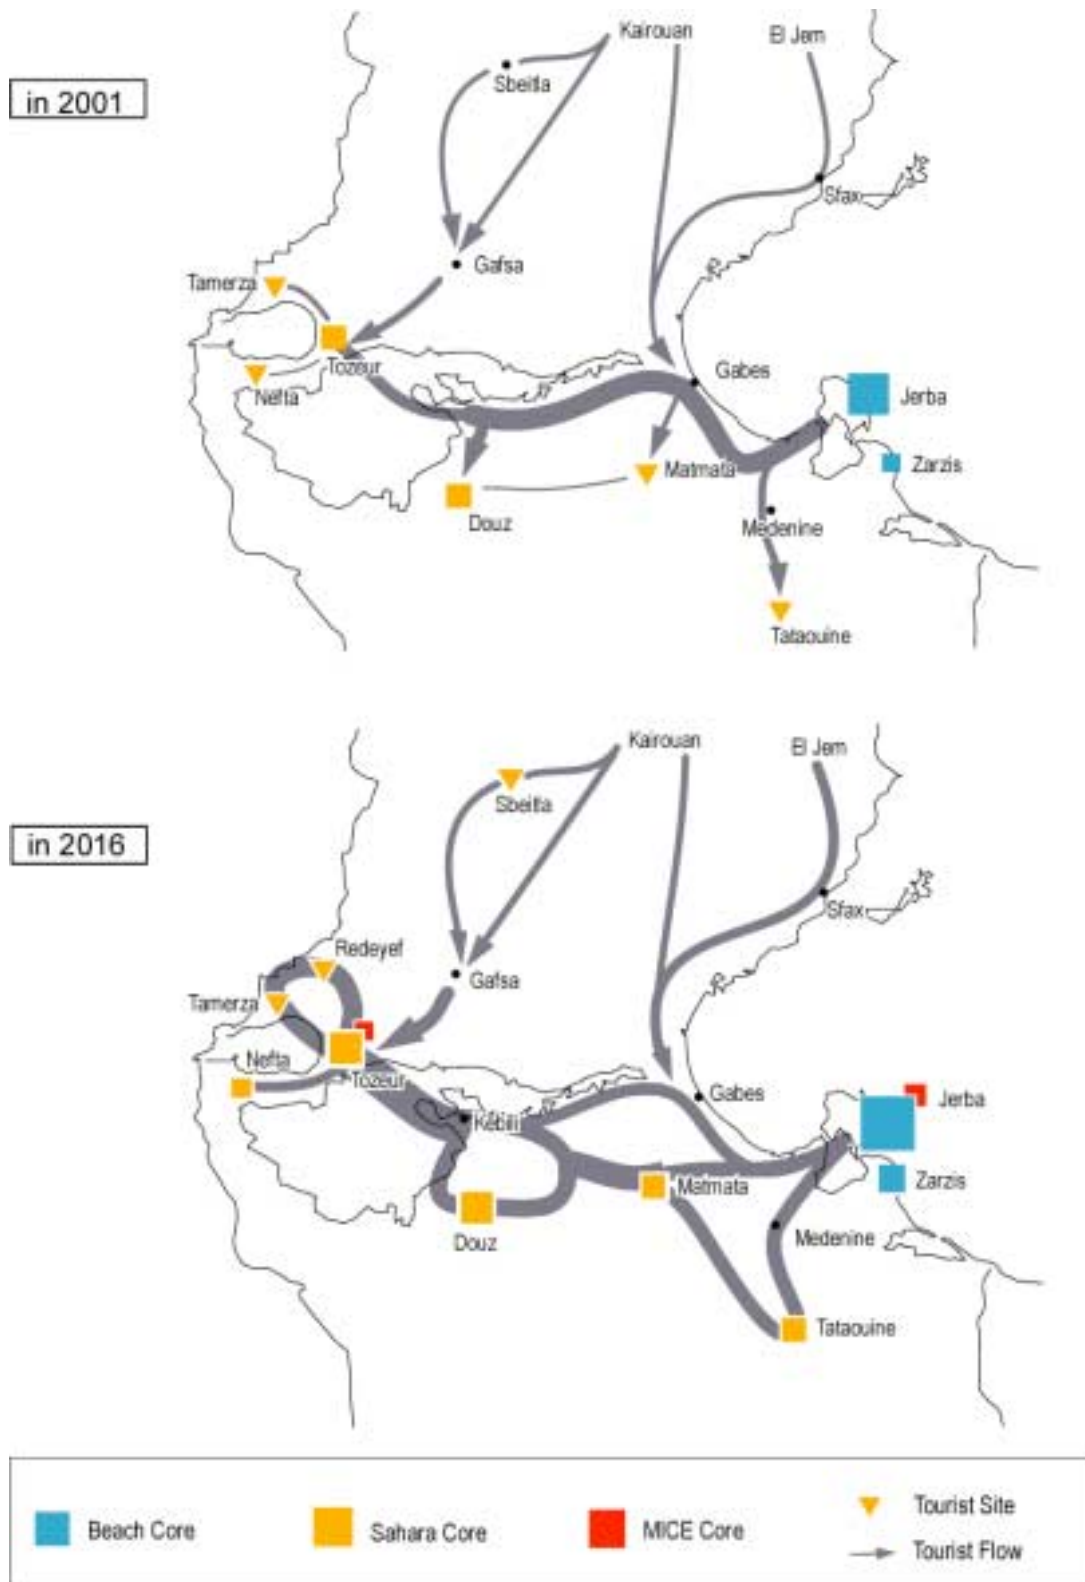 Kairouan
El Jem
Sbeitla
in 2001
Sfax
Gafsa
Tamerza
Tozeur
Nefta
Gabes
Jerba
Matmata
Zarzis
Douz
Medenine
Tataouine
Kairouan
El Jem
Sbeitla
in 2016
Sfax
Redeyef
Gafsa
Tamerza
Nefta
Tozeur
Gabes
Jerba
Kebili
Matmata
Zarzis
Douz
Medenine
Tataouine
Beach Core
Sahara Core
MICE Core
Tourist Site
Tourist Flow